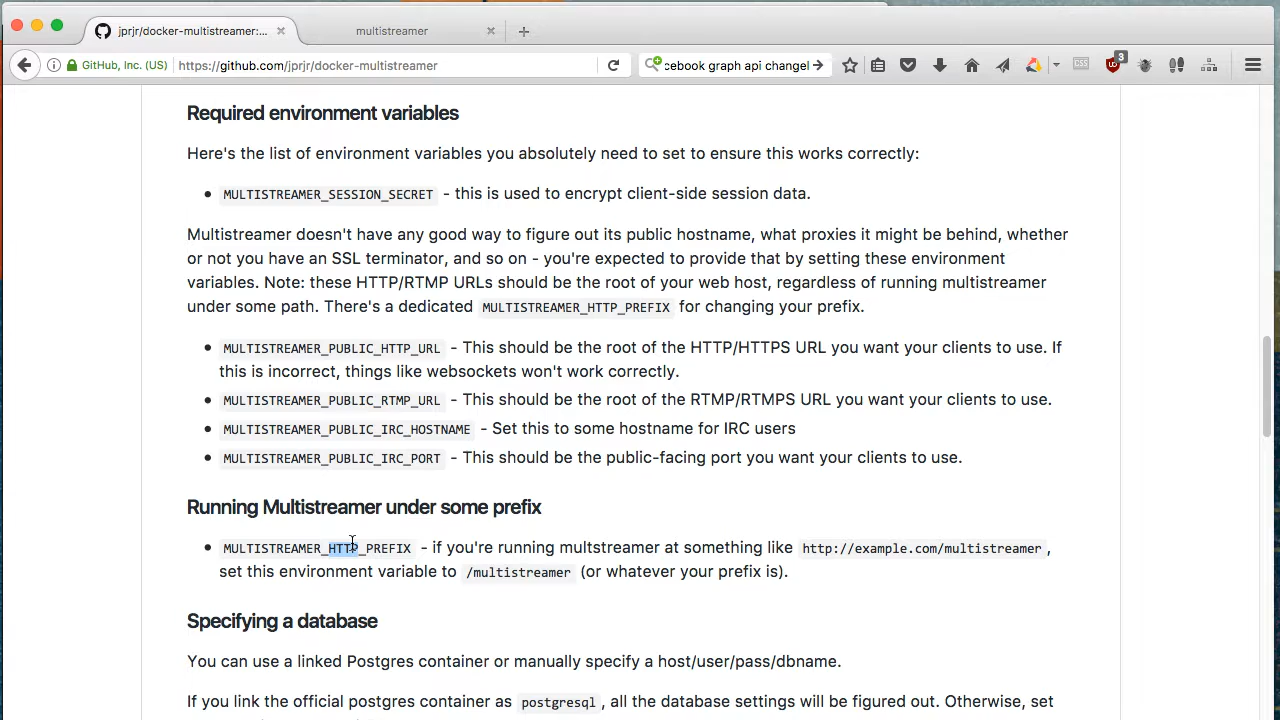 jprjr/docker-multistreamer:...
multistreamer
GitHub, Inc. (US)
https://github.com/jprjr/docker-multistreamer
cebook graph api changel
3
Required environment variables
Here's the list of environment variables you absolutely need to set to ensure this works correctly:
MULTISTREAMER_SESSION_SECRET - this is used to encrypt client-side session data.
Multistreamer doesn't have any good way to figure out its public hostname, what proxies it might be behind, whether
or not you have an SSL terminator, and so on - you're expected to provide that by setting these environment
variables. Note: these HTTP/RTMP URLs should be the root of your web host, regardless of running multistreamer
under some path. There's a dedicated MULTISTREAMER_HTTP_PREFIX for changing your prefix.
MULTISTREAMER_PUBLIC_HTTP_URL - This should be the root of the HTTP/HTTPS URL you want your clients to use. If
this is incorrect, things like websockets won't work correctly.
MULTISTREAMER_PUBLIC_RTMP_URL - This should be the root of the RTMP/RTMPS URL you want your clients to use.
MULTISTREAMER_PUBLIC_IRC_HOSTNAME - Set this to some hostname for IRC users
MULTISTREAMER_PUBLIC_IRC_PORT - This should be the public-facing port you want your clients to use.
Running Multistreamer under some prefix
MULTISTREAMER_HTTP_PREFIX - if you're running multstreamer at something like http://example.com/multistreamer ,
set this environment variable to /multistreamer (or whatever your prefix is).
Specifying a database
You can use a linked Postgres container or manually specify a host/user/pass/dbname.
If you link the official postgres container as postgresql , all the database settings will be figured out. Otherwise, set